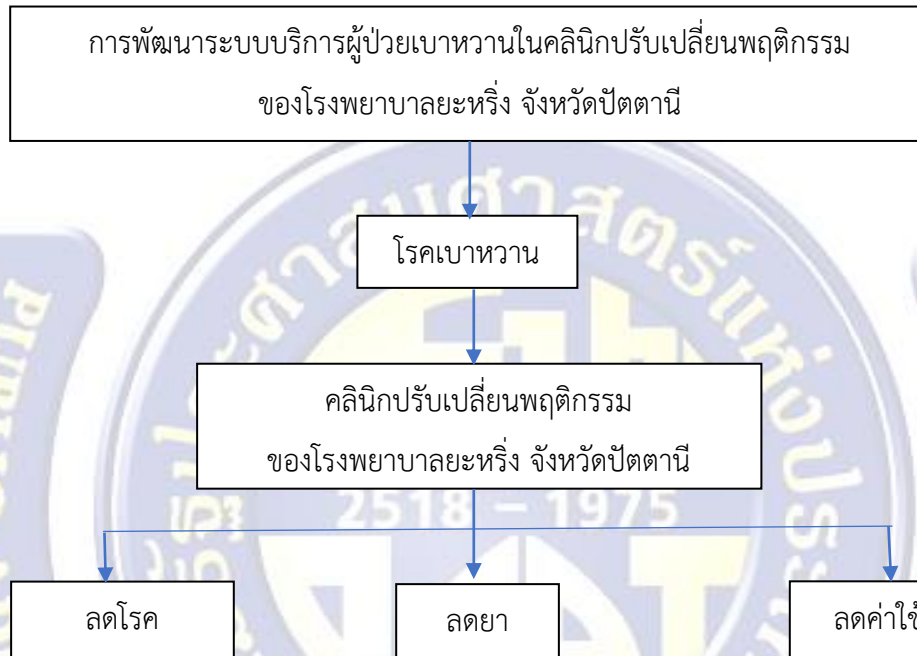 การพัฒนาระบบบริการผู้ป่วยเบาหวานในคลินิกปรับเปลี่ยนพฤติกรรม
ของโรงพยาบาลยะหริ่ง จังหวัดปัตตานี
โรคเบาหวาน
คลินิกปรับเปลี่ยนพฤติกรรม
ของโรงพยาบาลยะหริ่ง จังหวัดปัตตานี
2518 – 1975
ลดโรค
ลดยา